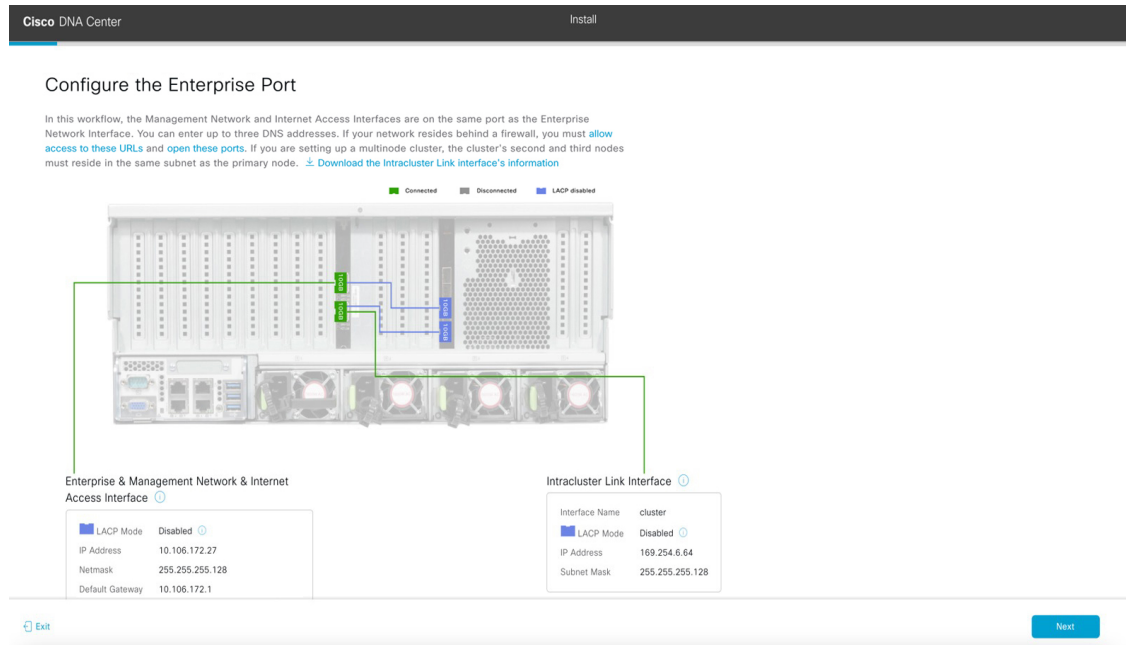 Cisco DNA Center
Install
Configure the Enterprise Port
In this workflow, the Management Network and Internet Access Interfaces are on the same port as the Enterprise
Network Interface. You can enter up to three DNS addresses. If your network resides behind a firewall, you must allow
access to these URLs and open these ports. If you are setting up a multinode cluster, the cluster's second and third nodes
must reside in the same subnet as the primary node. Download the Intracluster Link interface's information
Connected Disconnected LACP disabled
10GB
10GB
10GB
10GB
Enterprise & Management Network & Internet
Access Interface
LACP Mode Disabled
IP Address 10.106.172.27
Netmask 255.255.255.128
Default Gateway 10.106.172.1
Intracluster Link Interface
Interface Name cluster
LACP Mode Disabled
IP Address 169.254.6.64
Subnet Mask 255.255.255.128
Exit
Next